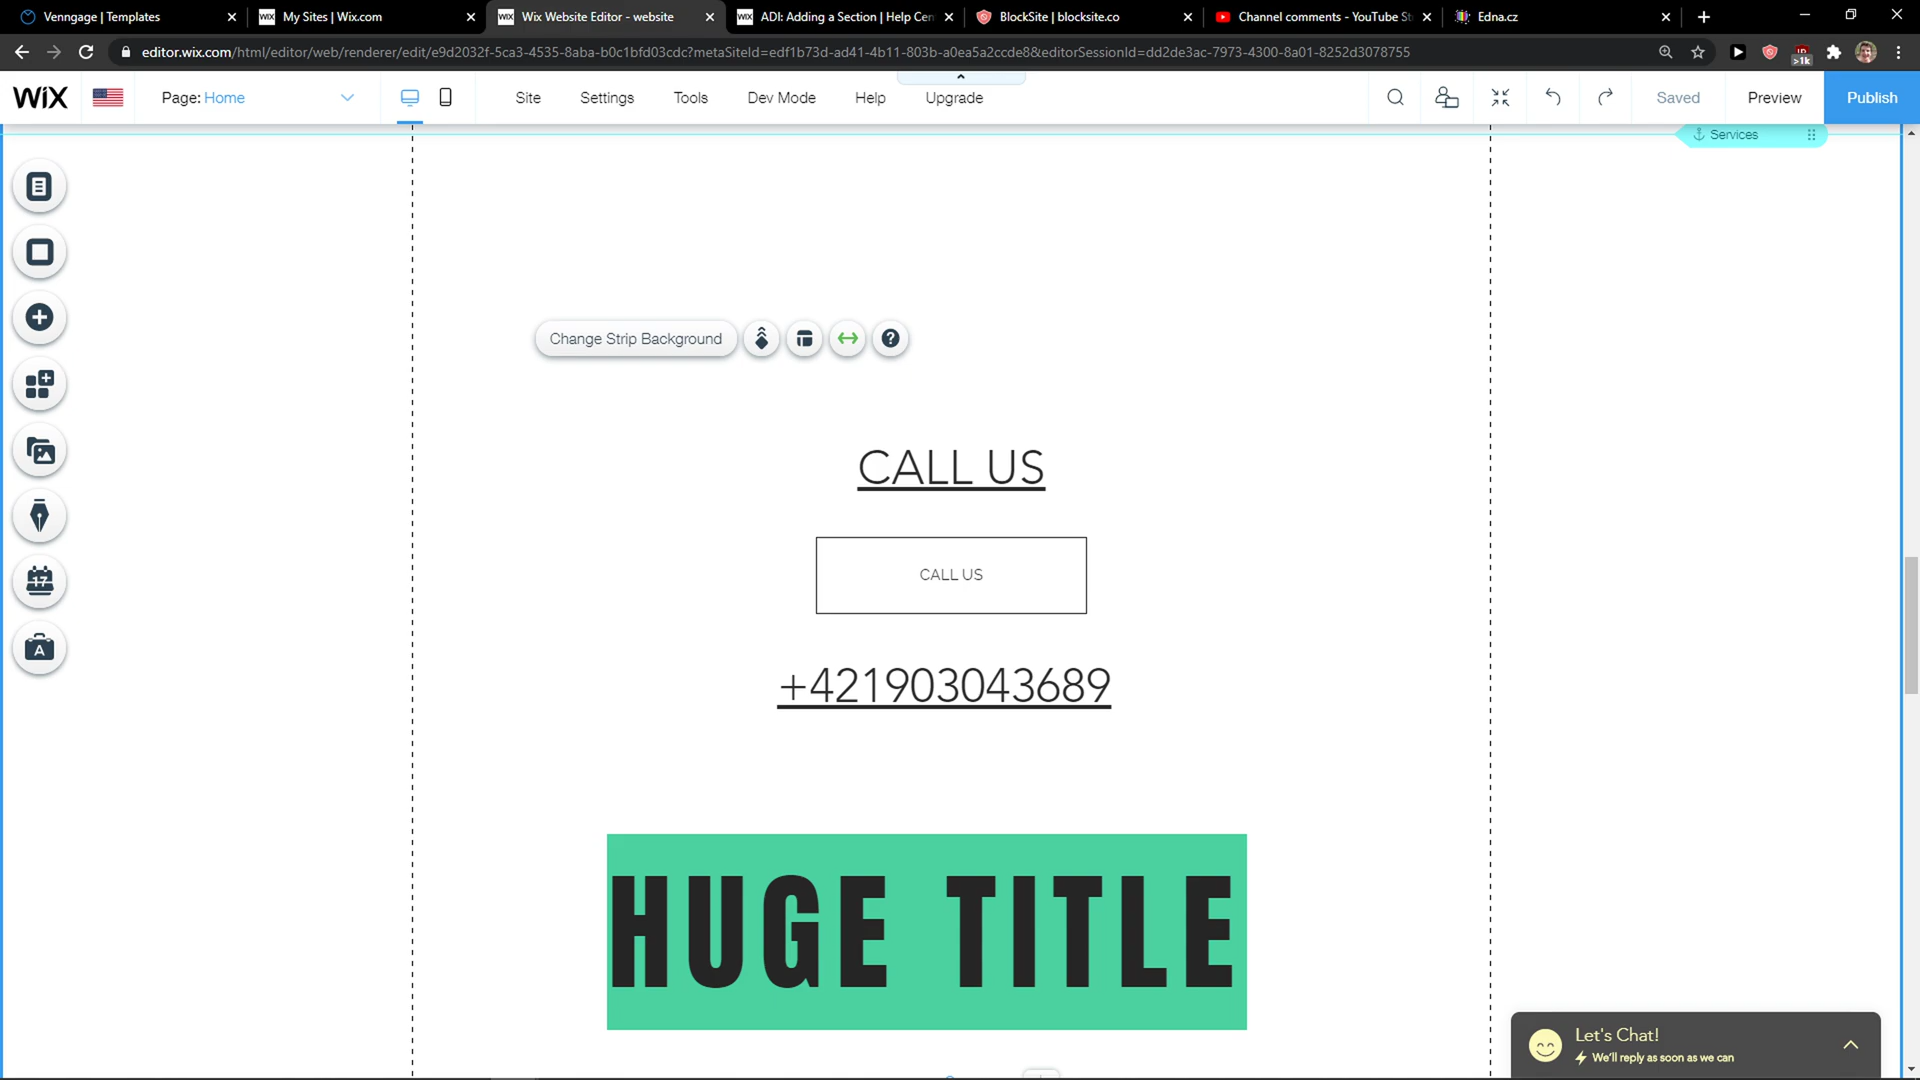 Venngage | Templates
My Sites | Wix.com
Wix Website Editor - website
ADI: Adding a Section | Help Cen
BlockSite | blocksite.co
Channel comments - YouTube St
Edna.cz
editor.wix.com/html/editor/web/renderer/edit/e9d2032f-5ca3-4535-8aba-b0c1bfd03cdc?metaSiteId=edf1b73d-ad41-4b11-803b-a0ea5a2ccde8&editorSessionId=dd2de3ac-7973-4300-8a01-8252d3078755
>1k
WiX
Page: Home
Site
Settings
Tools
Dev Mode
Help
Upgrade
Saved
Preview
Publish
Services
Change Strip Background
CALL US
CALL US
+421903043689
HUGE TITLE
17
A
Let's Chat!
We'll reply as soon as we can